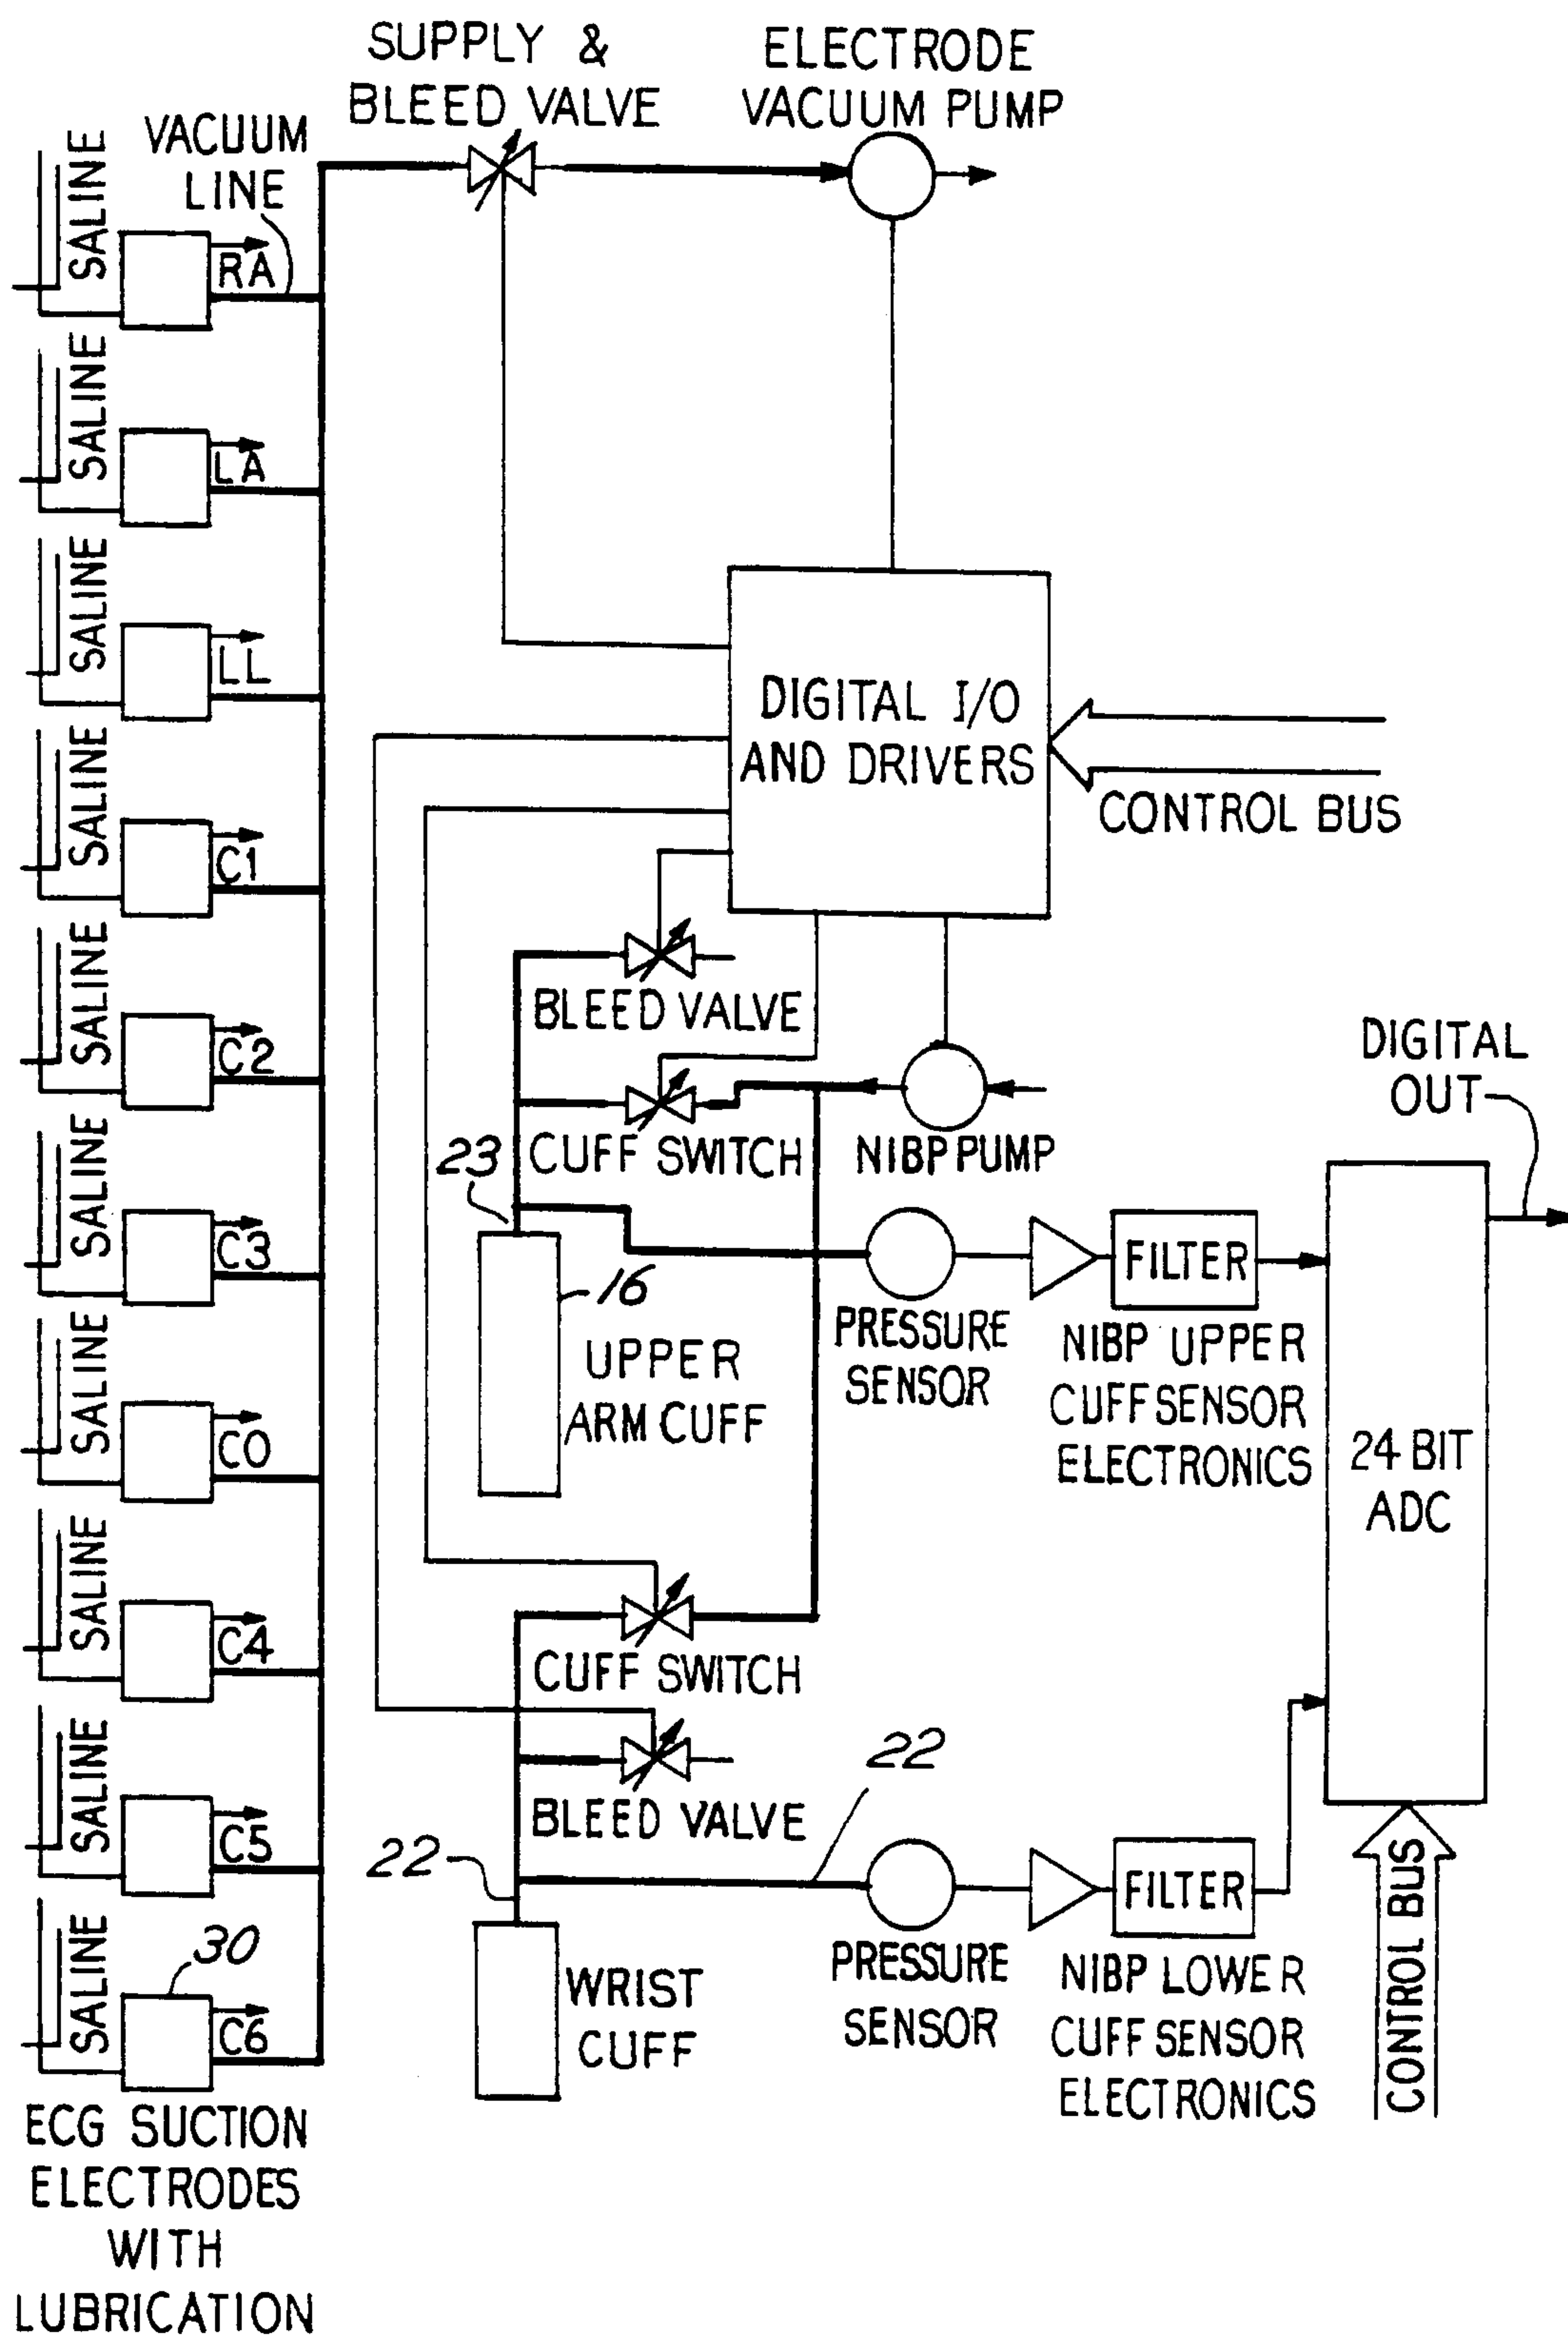 SUPPLY &
BLEED VALVE
ELECTRODE
VACUUM PUMP
VACUUM
LINE
SALINE
RA
SALINE
LA
SALINE
LL
SALINE
C1
SALINE
C2
SALINE
C3
SALINE
C0
SALINE
C4
SALINE
C5
SALINE
30
C6
ECG SUCTION
ELECTRODES
WITH
LUBRICATION
DIGITAL I/O
AND DRIVERS
CONTROL BUS
BLEED VALVE
CUFF SWITCH
NIBP PUMP
23
16
UPPER
ARM CUFF
PRESSURE
SENSOR
FILTER
NIBP UPPER
CUFF SENSOR
ELECTRONICS
DIGITAL
OUT
24 BIT
ADC
CUFF SWITCH
BLEED VALVE
22
22
WRIST
CUFF
PRESSURE
SENSOR
FILTER
NIBP LOWER
CUFF SENSOR
ELECTRONICS
CONTROL BUS